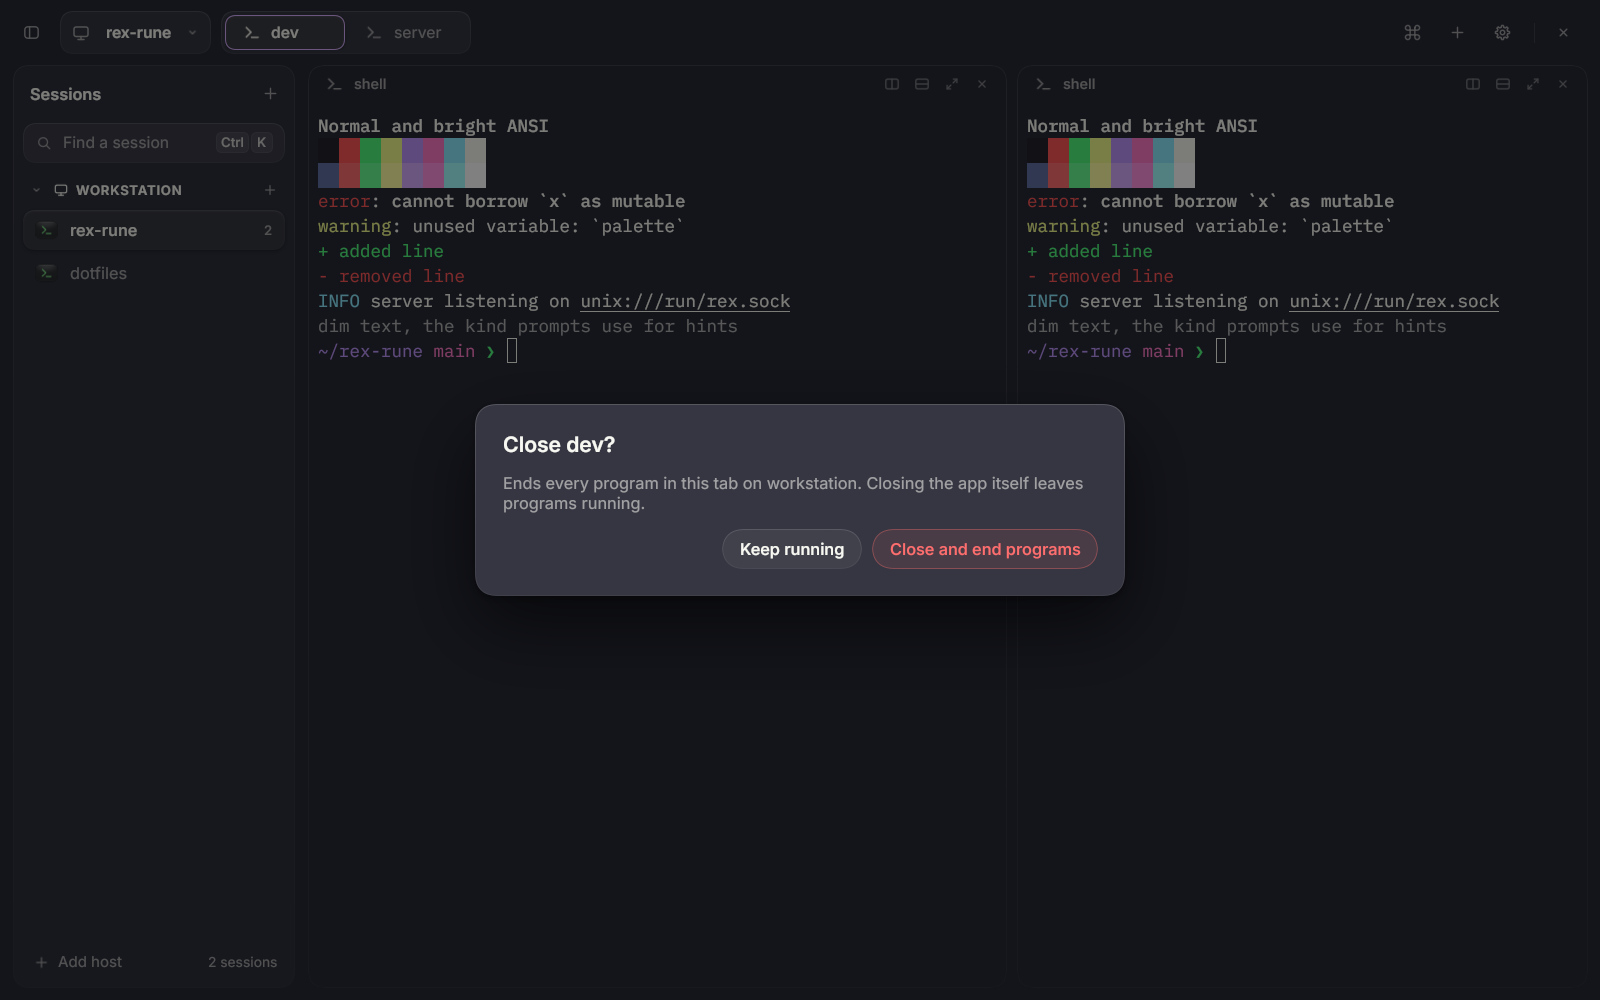 rex-rune
dev
server
Sessions
Find a session
Ctrl K
WORKSTATION
rex-rune 2
dotfiles
Add host
2 sessions
shell
Normal and bright ANSI
error: cannot borrow `x` as mutable
warning: unused variable: `palette`
+ added line
- removed line
INFO server listening on unix:///run/rex.sock
dim text, the kind prompts use for hints
~/rex-rune main ❯
shell
Normal and bright ANSI
error: cannot borrow `x` as mutable
warning: unused variable: `palette`
+ added line
- removed line
INFO server listening on unix:///run/rex.sock
dim text, the kind prompts use for hints
~/rex-rune main ❯
Close dev?
Ends every program in this tab on workstation. Closing the app itself leaves
programs running.
Keep running
Close and end programs